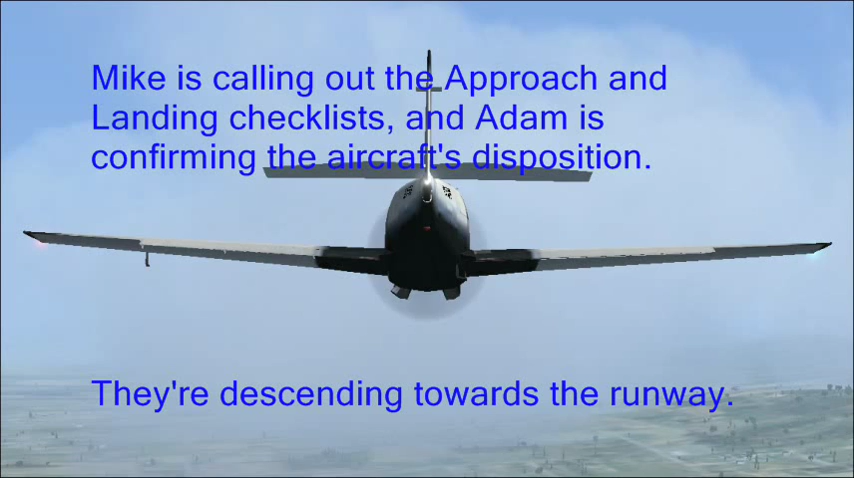 Mike is calling out the Approach and
Landing checklists, and Adam is
confirming the aircraft's disposition.
They're descending towards the runway.